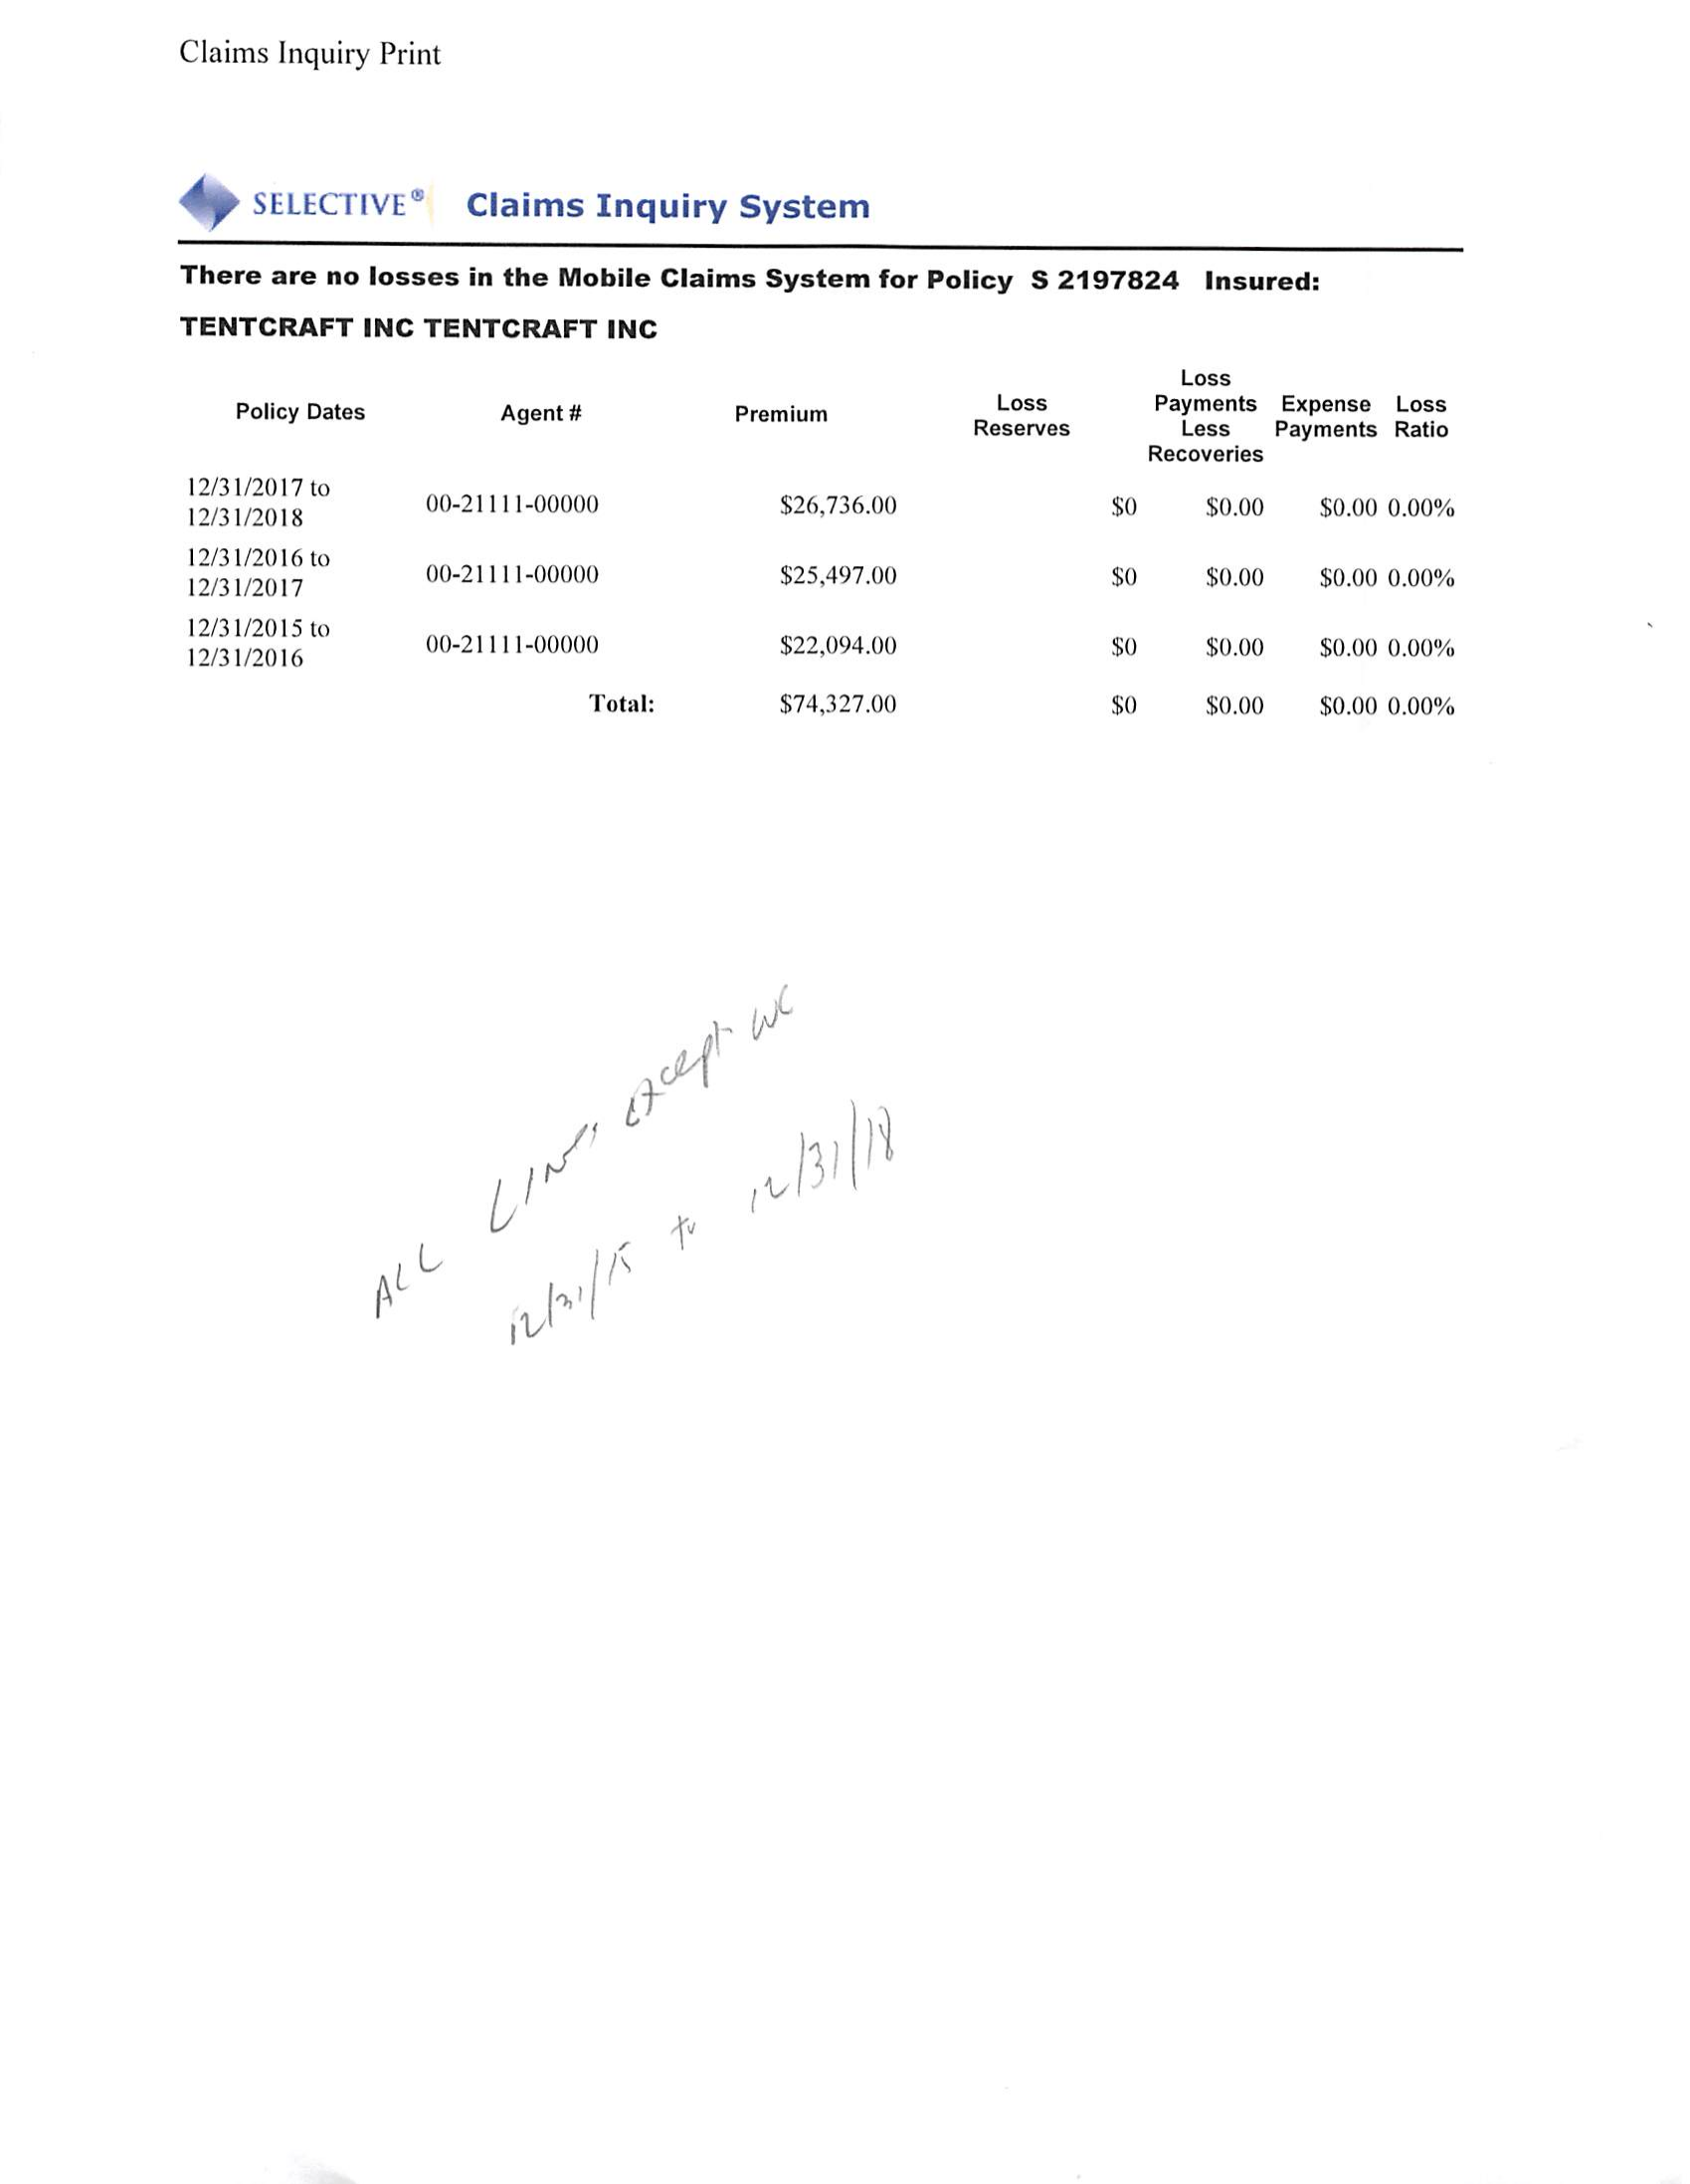 Claims Inquiry Print
SELECTIVE® Claims Inquiry System
There are no losses in the Mobile Claims System for Policy S 2197824 Insured:
TENTCRAFT INC TENTCRAFT INC
Policy Dates Agent # Premium Loss Reserves Loss Payments Less Recoveries Expense Payments Loss Ratio
12/31/2017 to 12/31/2018 00-21111-00000 $26,736.00 $0 $0.00 $0.00 0.00%
12/31/2016 to 12/31/2017 00-21111-00000 $25,497.00 $0 $0.00 $0.00 0.00%
12/31/2015 to 12/31/2016 00-21111-00000 $22,094.00 $0 $0.00 $0.00 0.00%
Total: $74,327.00 $0 $0.00 $0.00 0.00%
ALL Lines except WC
12/31/15 to 12/31/18